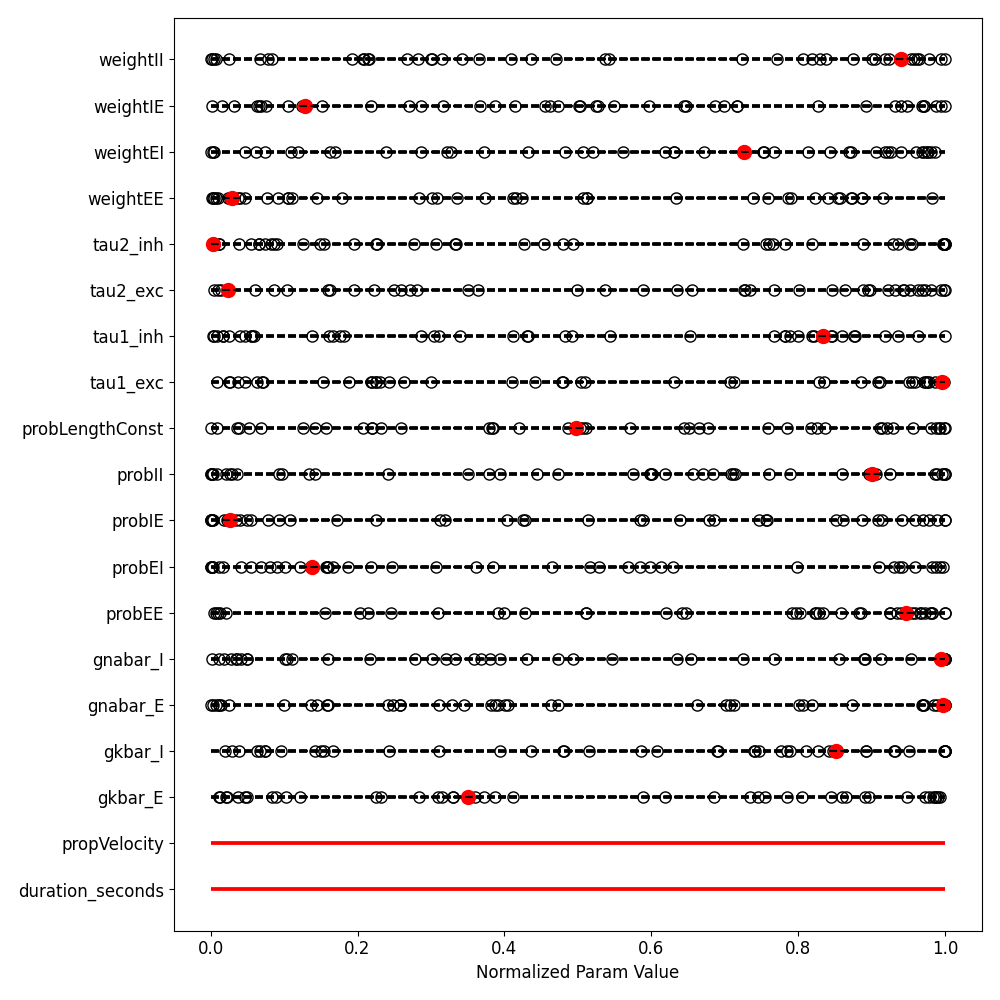 weightII
weightIE
weightEI
weightEE
tau2_inh
tau2_exc
tau1_inh
tau1_exc
probLengthConst
probII
probIE
probEI
probEE
gnabar_I
gnabar_E
gkbar_I
gkbar_E
propVelocity
duration_seconds
0.0 0.2 0.4 0.6 0.8 1.0
Normalized Param Value